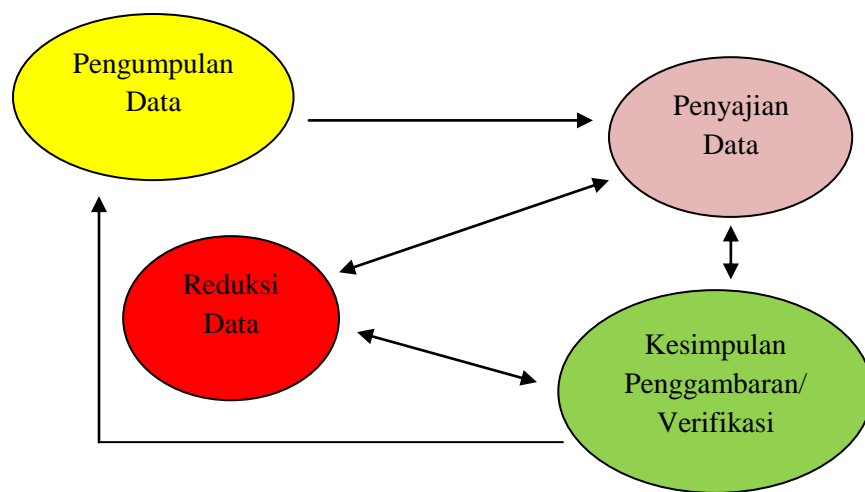 Pengumpulan
Data
Penyajian
Data
Reduksi
Data
Kesimpulan
Penggambaran/
Verifikasi